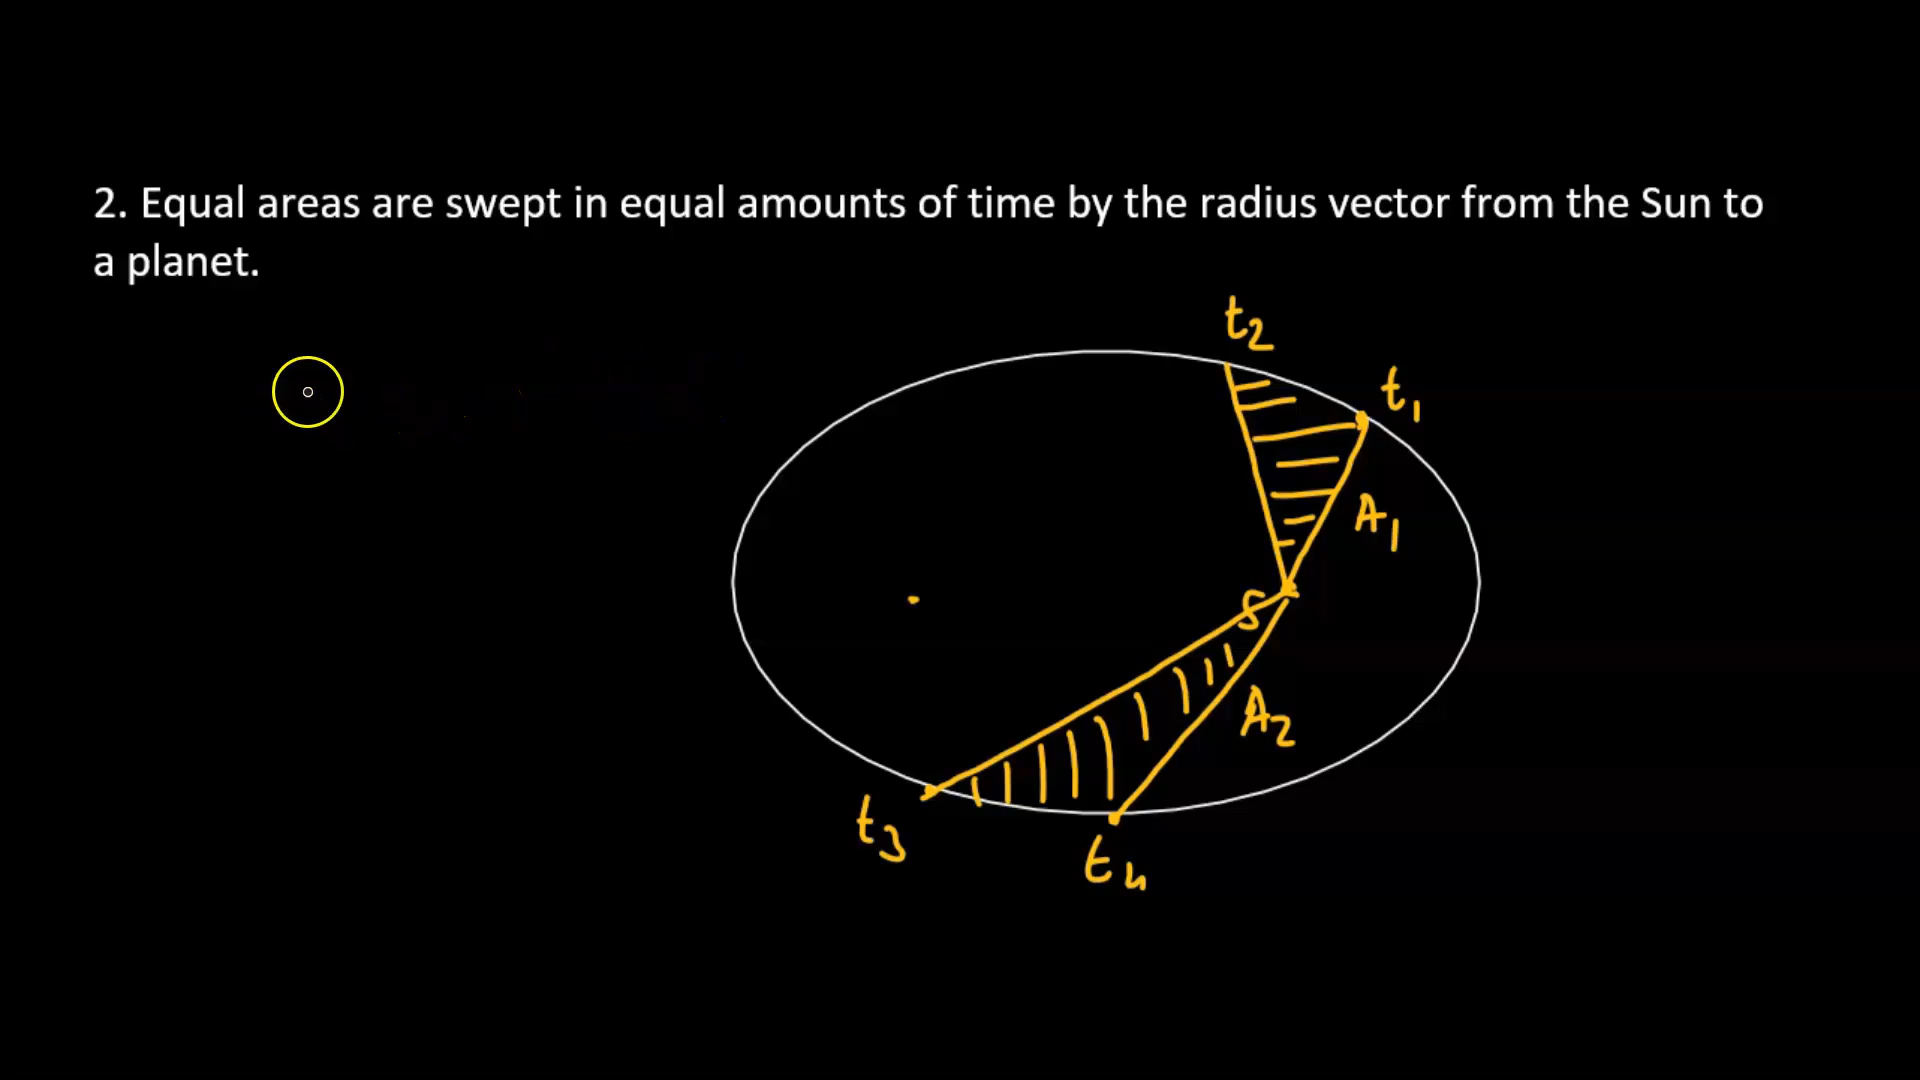 2. Equal areas are swept in equal amounts of time by the radius vector from the Sun to
a planet.
t2
t1
A1
S
A2
t3
t4